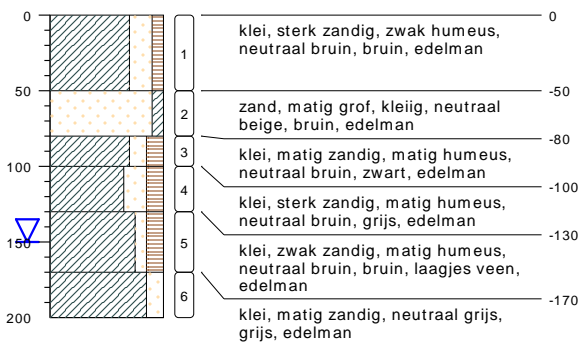 0
50
100
150
200
1
2
3
4
5
6
klei, sterk zandig, zwak humeus,
neutraal bruin, bruin, edelman
zand, matig grof, kleiig, neutraal
beige, bruin, edelman
klei, matig zandig, matig humeus,
neutraal bruin, zwart, edelman
klei, sterk zandig, matig humeus,
neutraal bruin, grijs, edelman
klei, zwak zandig, matig humeus,
neutraal bruin, bruin, laagjes veen,
edelman
klei, matig zandig, neutraal grijs,
grijs, edelman
0
-50
-80
-100
-130
-170